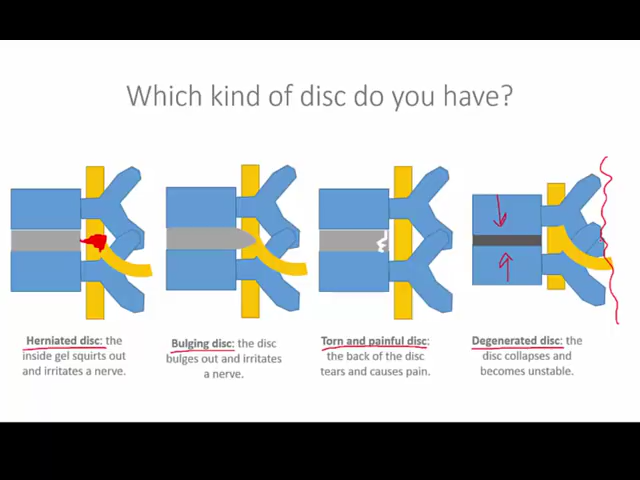 Which kind of disc do you have?
Herniated disc: the
inside gel squirts out
and irritates a nerve.
Bulging disc: the disc
bulges out and irritates
a nerve.
Torn and painful disc:
the back of the disc
tears and causes pain.
Degenerated disc: the
disc collapses and
becomes unstable.